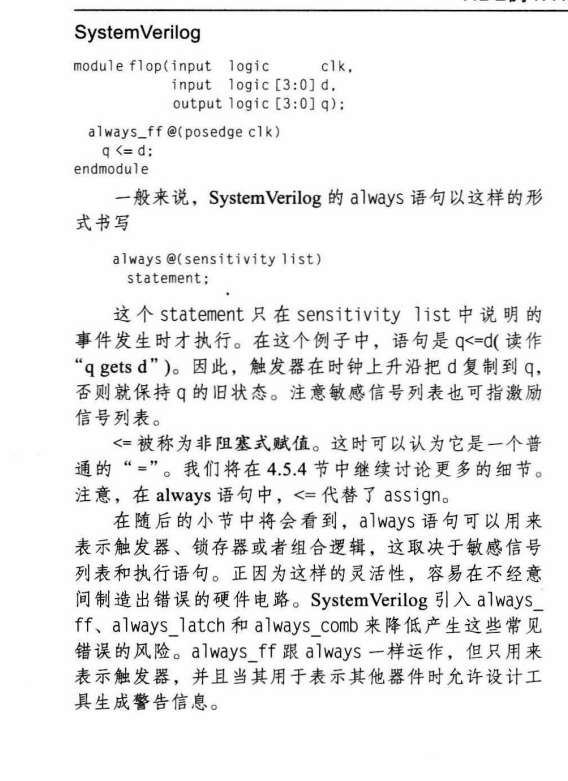 SystemVerilog
module flop(input logic clk,
input logic [3:0] d,
output logic [3:0] q);
always_ff @(posedge clk)
q <= d;
endmodule
一般来说，SystemVerilog 的 always 语句以这样的形
式书写
always @(sensitivity list)
statement;
这个 statement 只在 sensitivity list 中说明的
事件发生时才执行。在这个例子中，语句是 q<=d( 读作
“q gets d”)。因此，触发器在时钟上升沿把 d 复制到 q，
否则就保持 q 的旧状态。注意敏感信号列表也可指激励
信号列表。
<= 被称为非阻塞式赋值。这时可以认为它是一个普
通的“=”。我们将在 4.5.4 节中继续讨论更多的细节。
注意，在 always 语句中，<= 代替了 assign。
在随后的小节中将会看到，always 语句可以用来
表示触发器、锁存器或者组合逻辑，这取决于敏感信号
列表和执行语句。正因为这样的灵活性，容易在不经意
间制造出错误的硬件电路。SystemVerilog 引入 always_
ff、always_latch 和 always_comb 来降低产生这些常见
错误的风险。always_ff 跟 always 一样运作，但只用来
表示触发器，并且当其用于表示其他器件时允许设计工
具生成警告信息。